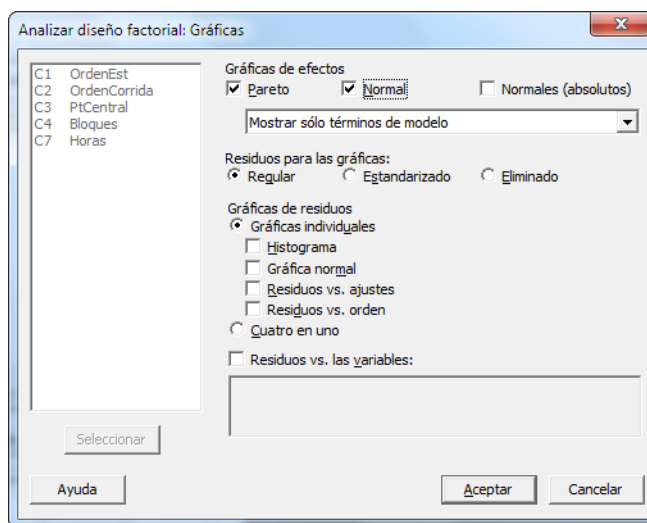 Analizar diseño factorial: Gráficas
C1 OrdenEst
C2 OrdenCorrida
C3 PtCentral
C4 Bloques
C7 Horas
Gráficas de efectos
Pareto Normal Normales (absolutos)
Mostrar sólo términos de modelo
Residuos para las gráficas:
Regular Estandarizado Eliminado
Gráficas de residuos
Gráficas individuales
Histograma
Gráfica normal
Residuos vs. ajustes
Residuos vs. orden
Cuatro en uno
Residuos vs. las variables:
Seleccionar
Ayuda Aceptar Cancelar